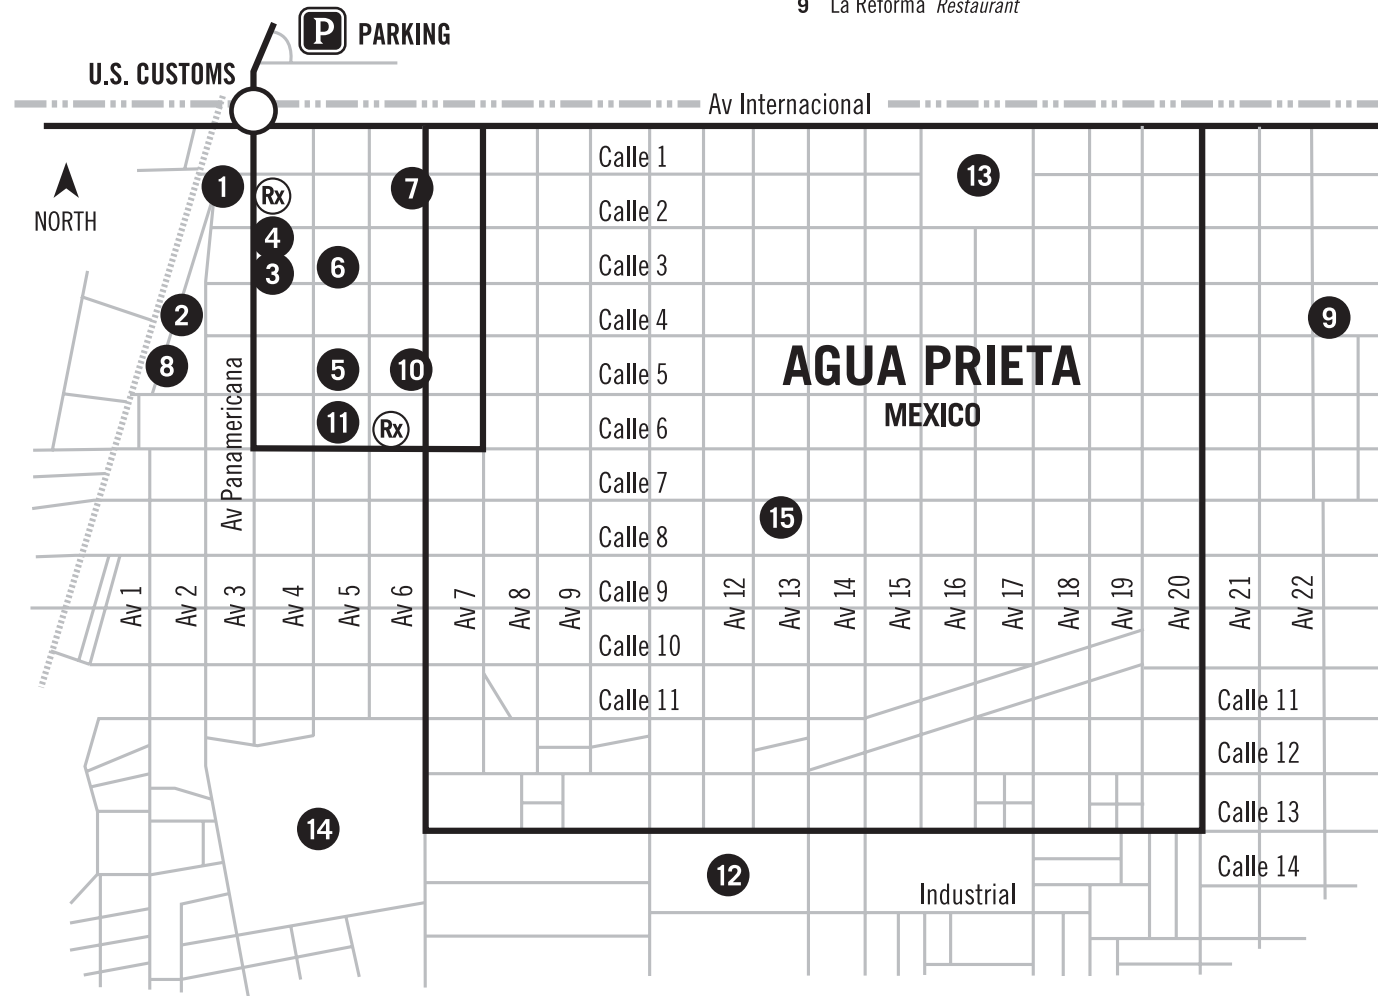 9 La Reforma Restaurant
P PARKING
U.S. CUSTOMS
Av Internacional
NORTH
Calle 1
Calle 2
Calle 3
Calle 4
Calle 5
Calle 6
Calle 7
Calle 8
Calle 9
Calle 10
Calle 11
1
Rx
7
13
4
3
6
2
9
8
5
10
AGUA PRIETA
MEXICO
11
Rx
Av Panamericana
15
Av 1
Av 2
Av 3
Av 4
Av 5
Av 6
Av 7
Av 8
Av 9
Av 12
Av 13
Av 14
Av 15
Av 16
Av 17
Av 18
Av 19
Av 20
Av 21
Av 22
Calle 11
Calle 12
Calle 13
Calle 14
14
12
Industrial